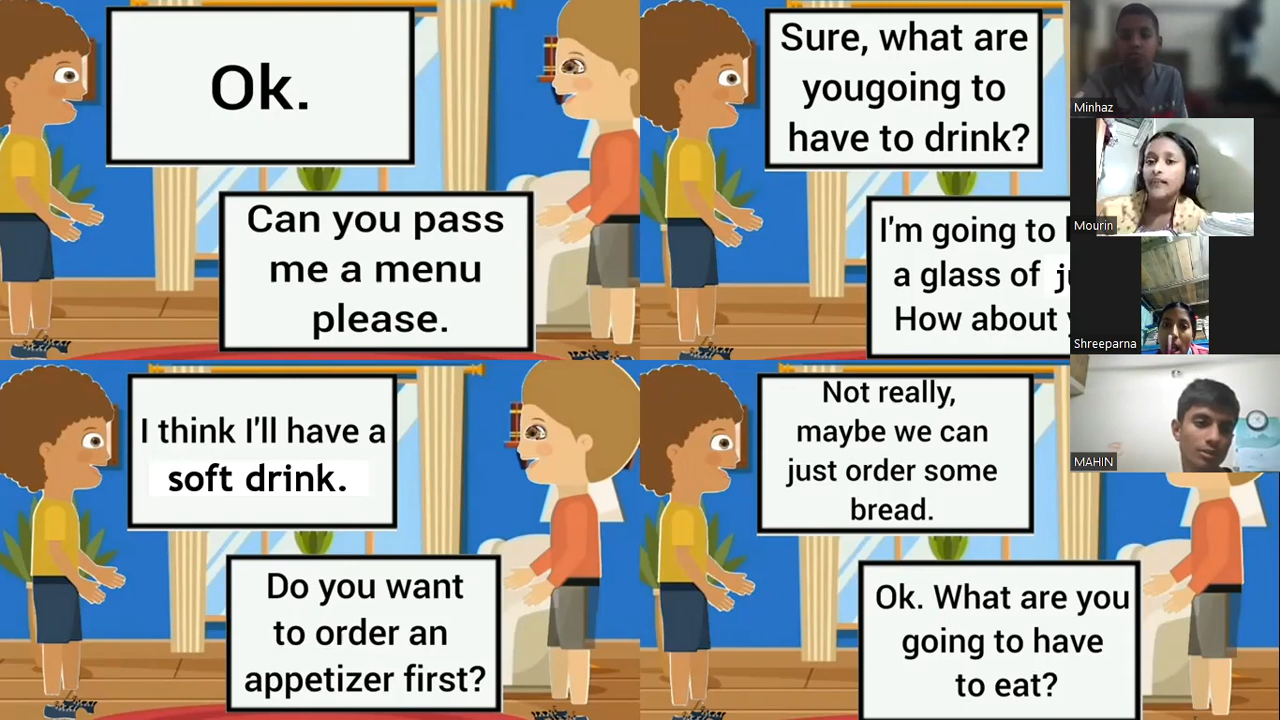 Ok.
Can you pass
me a menu
please.
Sure, what are
yougoing to
have to drink?
I'm going to
a glass of
How about
I think I'll have a
soft drink.
Do you want
to order an
appetizer first?
Not really,
maybe we can
just order some
bread.
Ok. What are you
going to have
to eat?
Minhaz
Mourin
Shreeparna
MAHIN